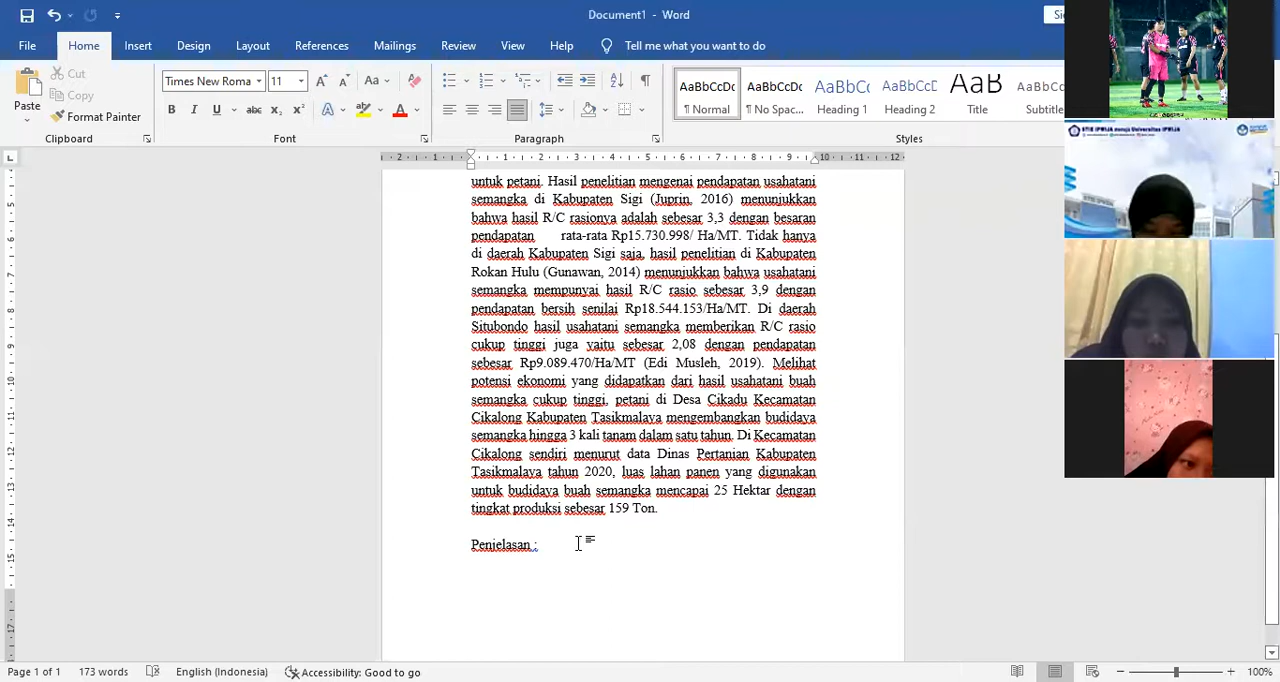 Document1 - Word
File Home Insert Design Layout References Mailings Review View Help Tell me what you want to do
Paste
Cut
Copy
Format Painter
Clipboard
Times New Roma 11
Font
Paragraph
AaBbCcDc AaBbCcDc AaBbCc AaBbCcD AaB AaBbCc
¶ Normal ¶ No Spac... Heading 1 Heading 2 Title Subtitle
Styles
STIE IPWIJA menuju Universitas IPWIJA
untuk petani. Hasil penelitian mengenai pendapatan usahatani
semangka di Kabupaten Sigi (Juprin, 2016) menunjukkan
bahwa hasil R/C rasionya adalah sebesar 3,3 dengan besaran
pendapatan rata-rata Rp15.730.998/ Ha/MT. Tidak hanya
di daerah Kabupaten Sigi saja, hasil penelitian di Kabupaten
Rokan Hulu (Gunawan, 2014) menunjukkan bahwa usahatani
semangka mempunyai hasil R/C rasio sebesar 3,9 dengan
pendapatan bersih senilai Rp18.544.153/Ha/MT. Di daerah
Situbondo hasil usahatani semangka memberikan R/C rasio
cukup tinggi juga yaitu sebesar 2,08 dengan pendapatan
sebesar Rp9.089.470/Ha/MT (Edi Musleh, 2019). Melihat
potensi ekonomi yang didapatkan dari hasil usahatani buah
semangka cukup tinggi, petani di Desa Cikadu Kecamatan
Cikalong Kabupaten Tasikmalaya mengembangkan budidaya
semangka hingga 3 kali tanam dalam satu tahun. Di Kecamatan
Cikalong sendiri menurut data Dinas Pertanian Kabupaten
Tasikmalaya tahun 2020, luas lahan panen yang digunakan
untuk budidaya buah semangka mencapai 25 Hektar dengan
tingkat produksi sebesar 159 Ton.
Penjelasan :
Page 1 of 1 173 words English (Indonesia) Accessibility: Good to go 100%